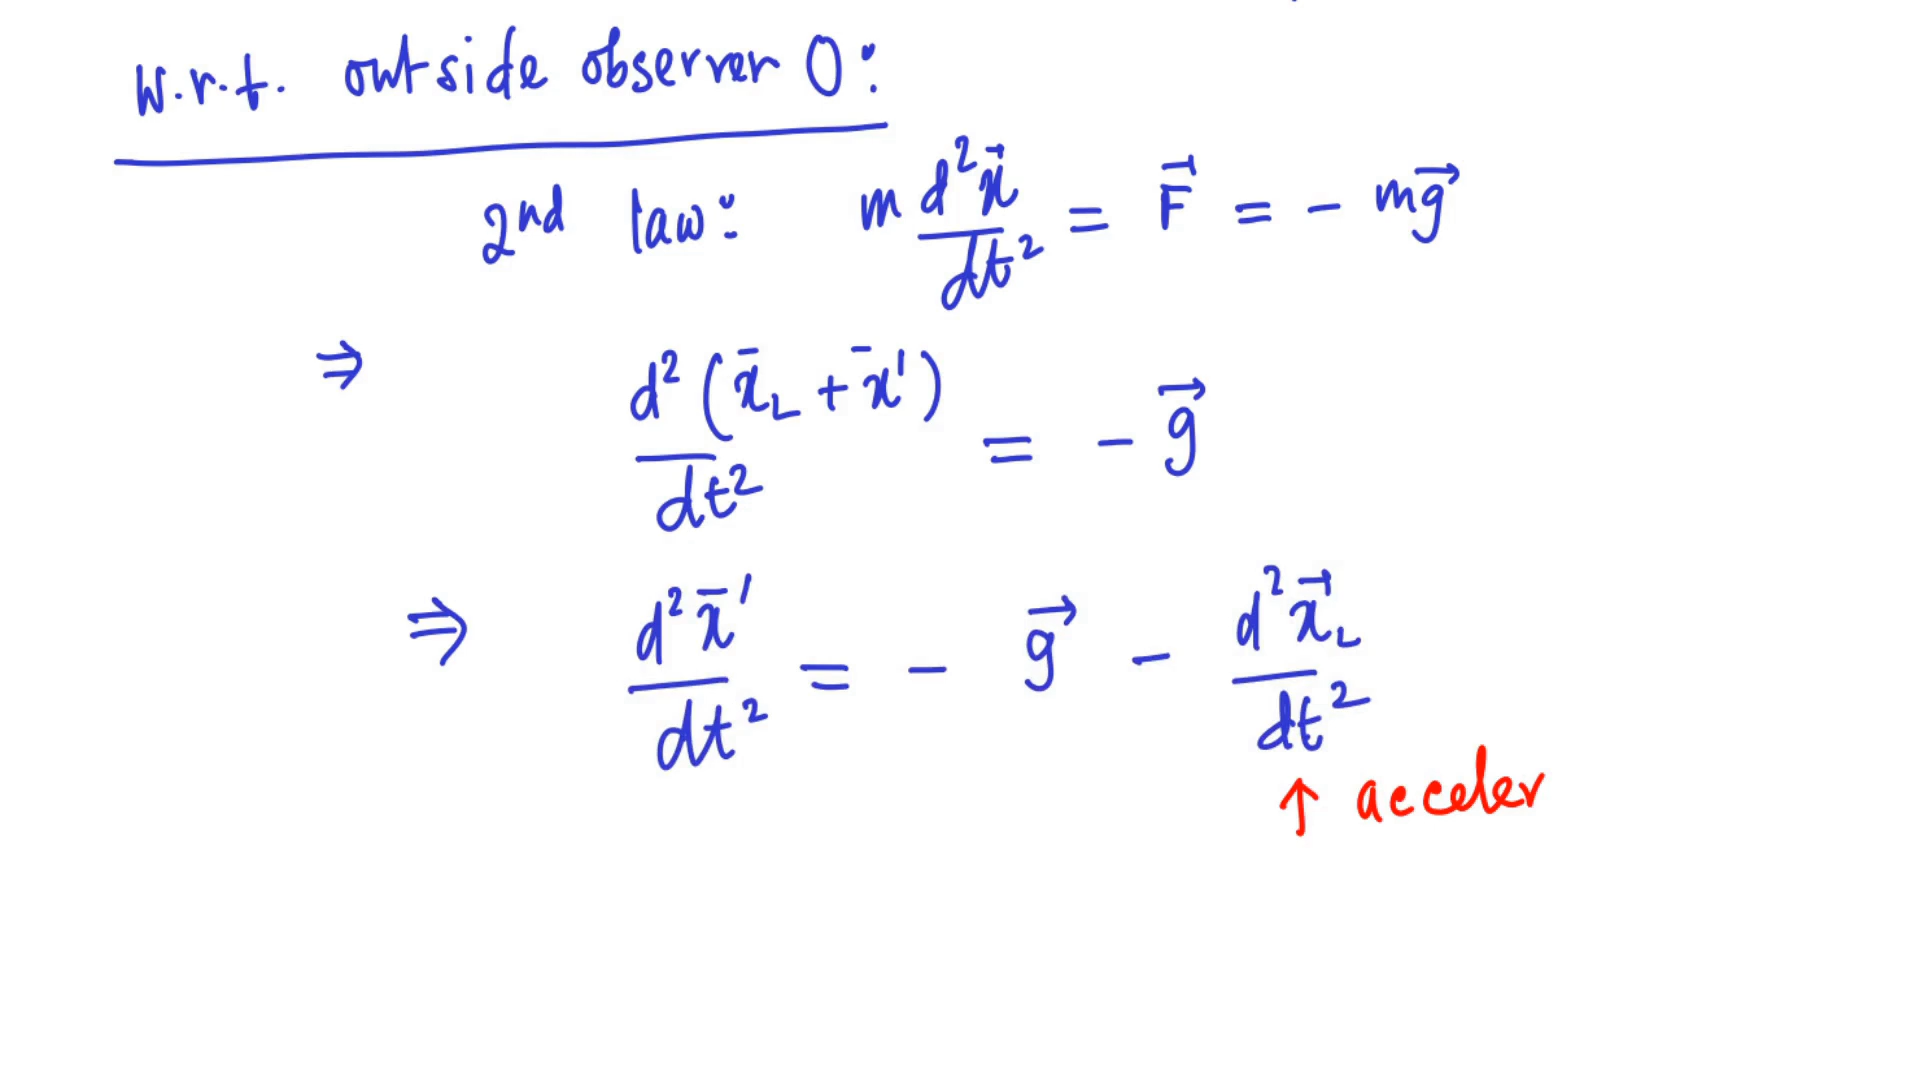 w.r.t. outside observer O:
2nd law: m d²x⃗/dt² = F⃗ = - mg⃗
⇒ d²(x̄_L + x̄')/dt² = - g⃗
⇒ d²x̄'/dt² = - g⃗ - d²x⃗_L/dt²
↑ acceler